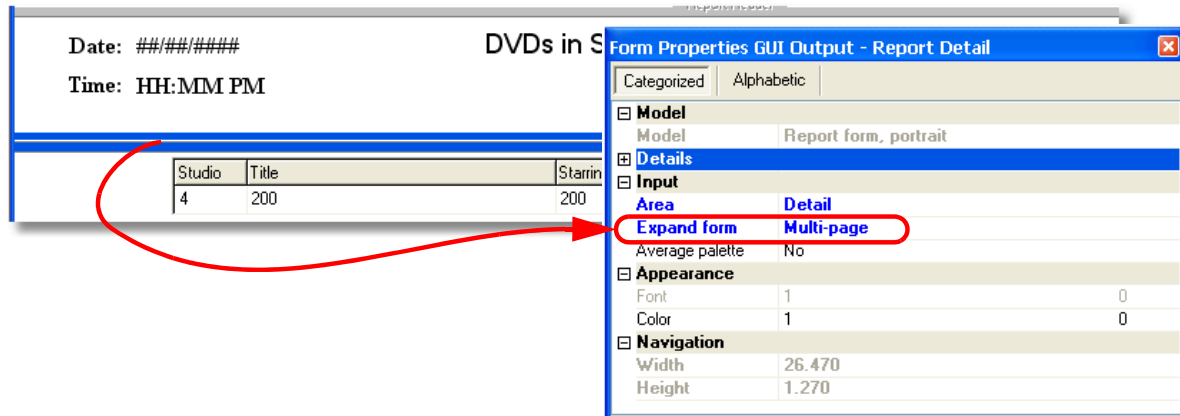 Date: ##/##/####
DVDs in S
Time: HH:MM PM
Studio Title Starrin
4 200 200
Form Properties GUI Output - Report Detail
Categorized Alphabetic
Model
Model Report form, portrait
Details
Input
Area Detail
Expand form Multi-page
Average palette No
Appearance
Font 1 0
Color 1 0
Navigation
Width 26.470
Height 1.270